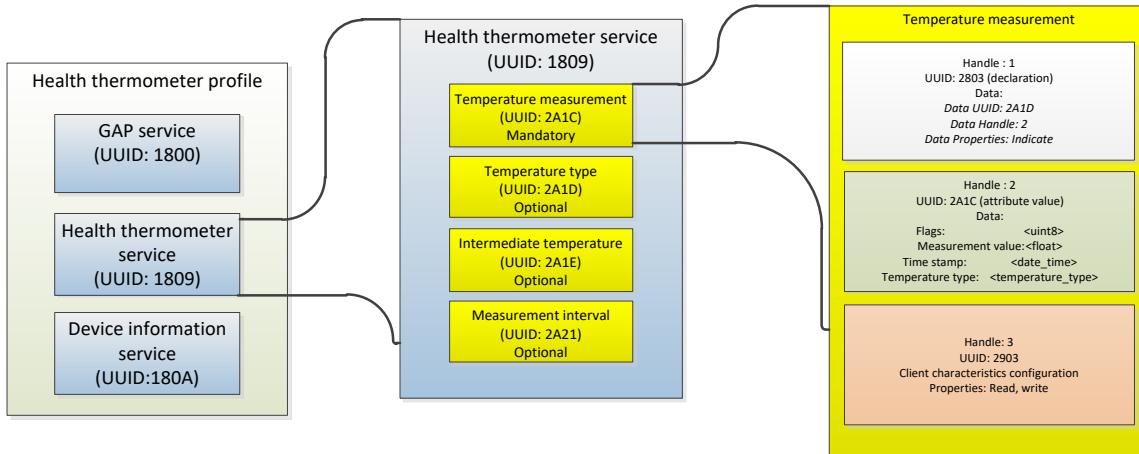 Health thermometer profile
GAP service
(UUID: 1800)
Health thermometer
service
(UUID: 1809)
Device information
service
(UUID:180A)
Health thermometer service
(UUID: 1809)
Temperature measurement
(UUID: 2A1C)
Mandatory
Temperature type
(UUID: 2A1D)
Optional
Intermediate temperature
(UUID: 2A1E)
Optional
Measurement interval
(UUID: 2A21)
Optional
Temperature measurement
Handle : 1
UUID: 2803 (declaration)
Data:
Data UUID: 2A1D
Data Handle: 2
Data Properties: Indicate
Handle : 2
UUID: 2A1C (attribute value)
Data:
Flags: <uint8>
Measurement value:<float>
Time stamp: <date_time>
Temperature type: <temperature_type>
Handle: 3
UUID: 2903
Client characteristics configuration
Properties: Read, write